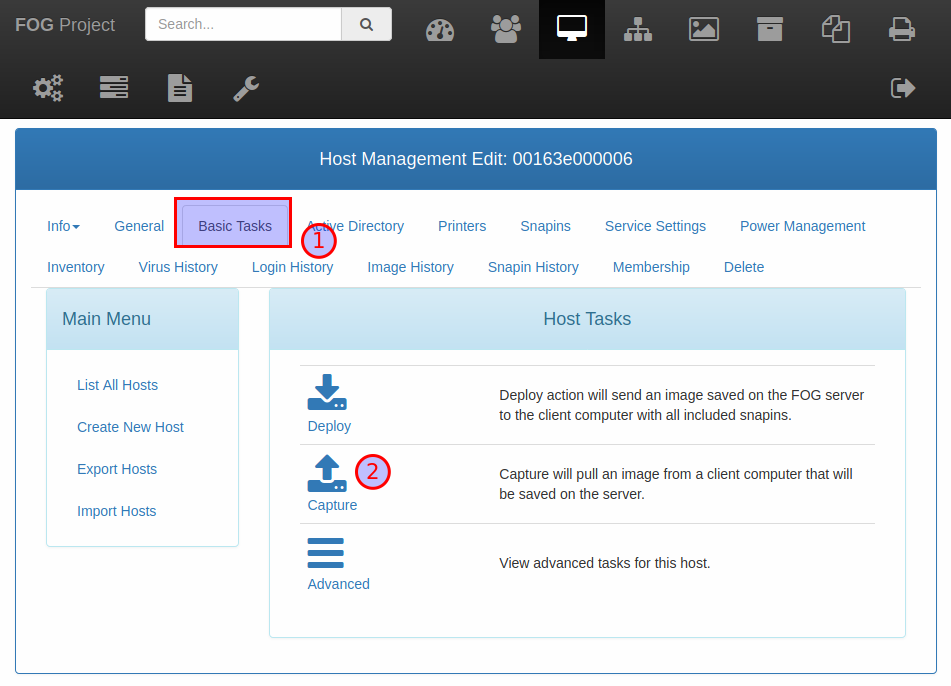 FOG Project
Search...
Host Management Edit: 00163e000006
Info General Basic Tasks Active Directory Printers Snapins Service Settings Power Management
1
Inventory Virus History Login History Image History Snapin History Membership Delete
Main Menu
List All Hosts
Create New Host
Export Hosts
Import Hosts
Host Tasks
Deploy
Deploy action will send an image saved on the FOG server
to the client computer with all included snapins.
2
Capture
Capture will pull an image from a client computer that will
be saved on the server.
Advanced
View advanced tasks for this host.